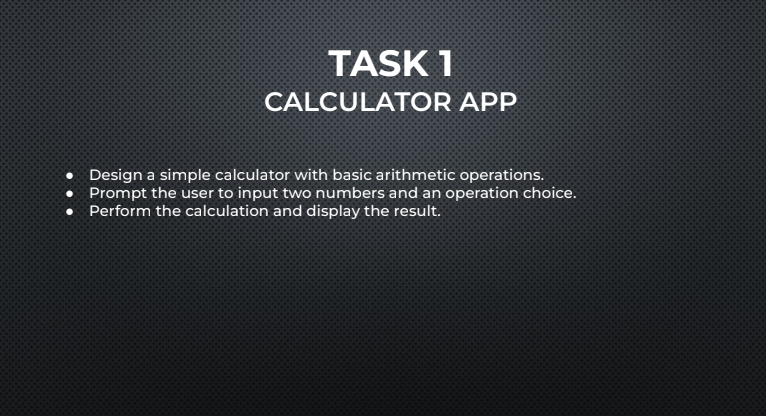 TASK 1
CALCULATOR APP
● Design a simple calculator with basic arithmetic operations.
● Prompt the user to input two numbers and an operation choice.
● Perform the calculation and display the result.